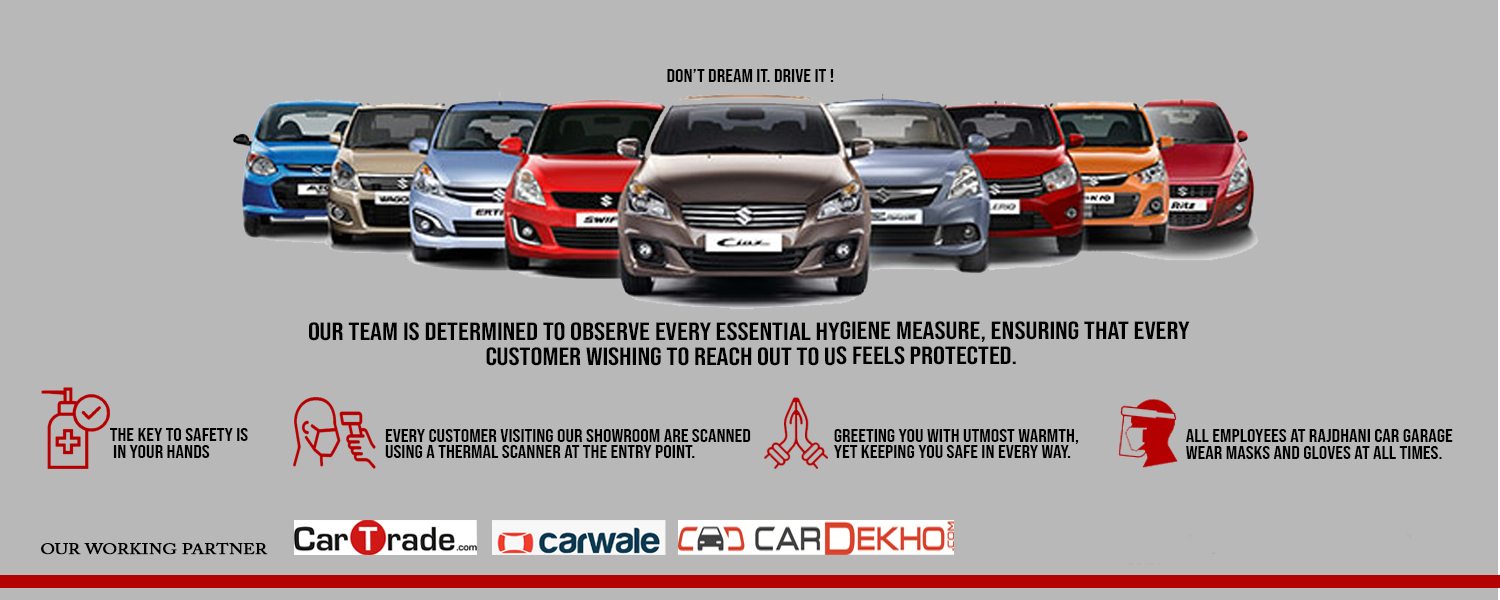 DON'T DREAM IT. DRIVE IT !
SWIF
Ciaz
Ritz
OUR TEAM IS DETERMINED TO OBSERVE EVERY ESSENTIAL HYGIENE MEASURE, ENSURING THAT EVERY
CUSTOMER WISHING TO REACH OUT TO US FEELS PROTECTED.
THE KEY TO SAFETY IS
IN YOUR HANDS
EVERY CUSTOMER VISITING OUR SHOWROOM ARE SCANNED
USING A THERMAL SCANNER AT THE ENTRY POINT.
GREETING YOU WITH UTMOST WARMTH,
YET KEEPING YOU SAFE IN EVERY WAY.
ALL EMPLOYEES AT RAJDHANI CAR GARAGE
WEAR MASKS AND GLOVES AT ALL TIMES.
OUR WORKING PARTNER
CarTrade.com
carwale
CARDEKHO.COM